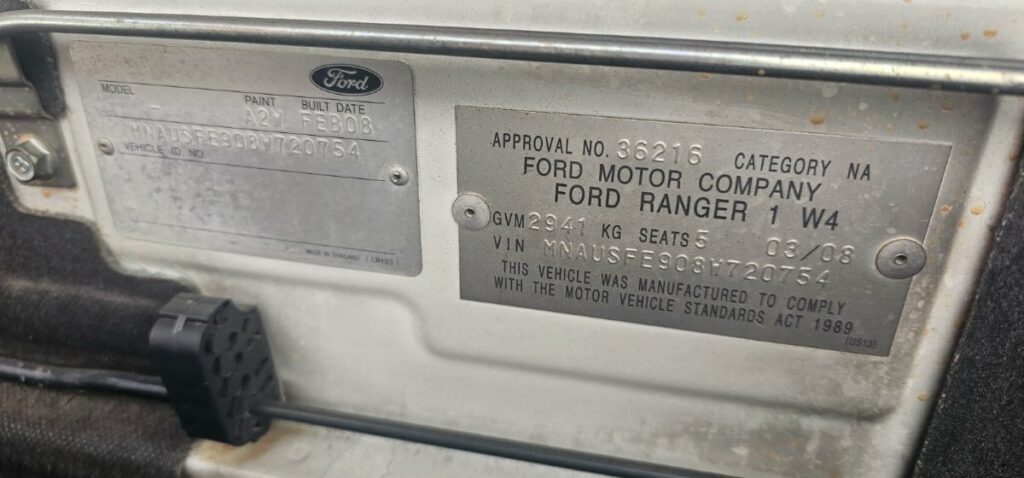 Ford
MODEL PAINT BUILT DATE
- A2W FEB08
MNAUSFE908W720754
VEHICLE ID. NO.
MADE IN THAILAND
APPROVAL NO. 36216 CATEGORY NA
FORD MOTOR COMPANY
FORD RANGER 1 W4
GVM 2941 KG SEATS 5 03/08
VIN MNAUSFE908W720754
THIS VEHICLE WAS MANUFACTURED TO COMPLY
WITH THE MOTOR VEHICLE STANDARDS ACT 1989
(US13)